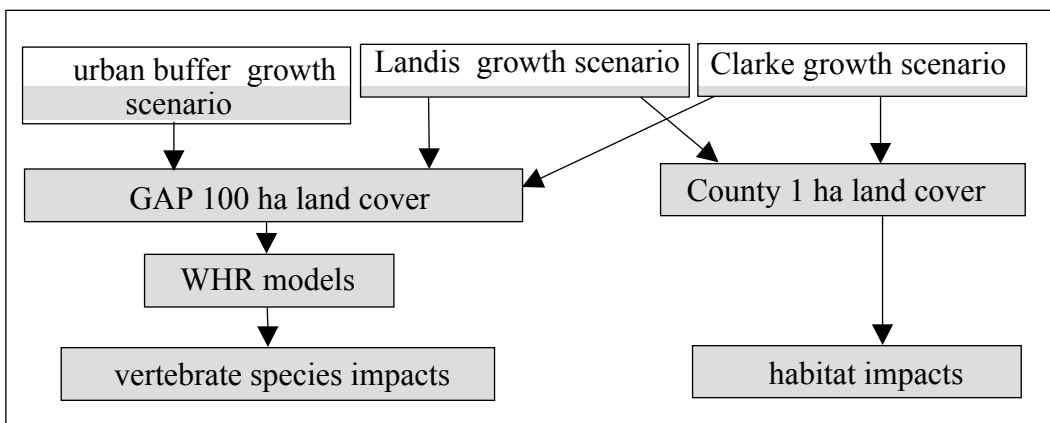 urban buffer growth
scenario
Landis growth scenario
Clarke growth scenario
GAP 100 ha land cover
County 1 ha land cover
WHR models
vertebrate species impacts
habitat impacts